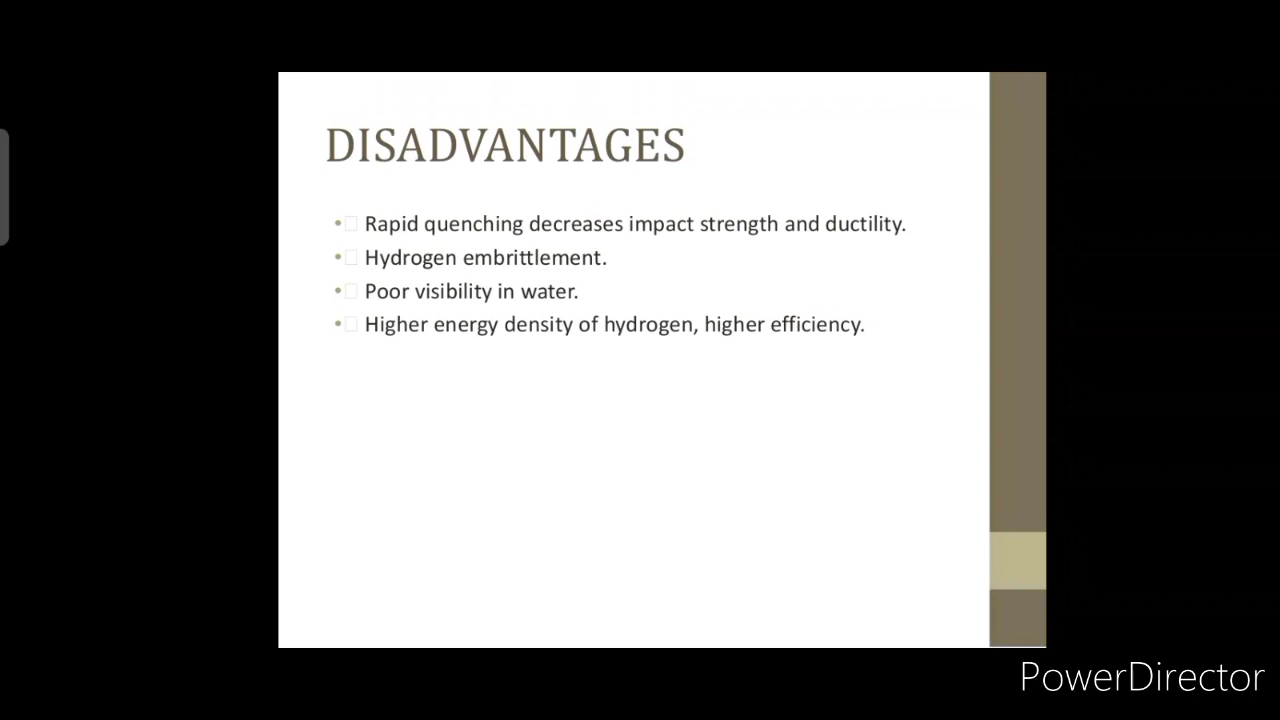 DISADVANTAGES
• Rapid quenching decreases impact strength and ductility.
• Hydrogen embrittlement.
• Poor visibility in water.
• Higher energy density of hydrogen, higher efficiency.
PowerDirector